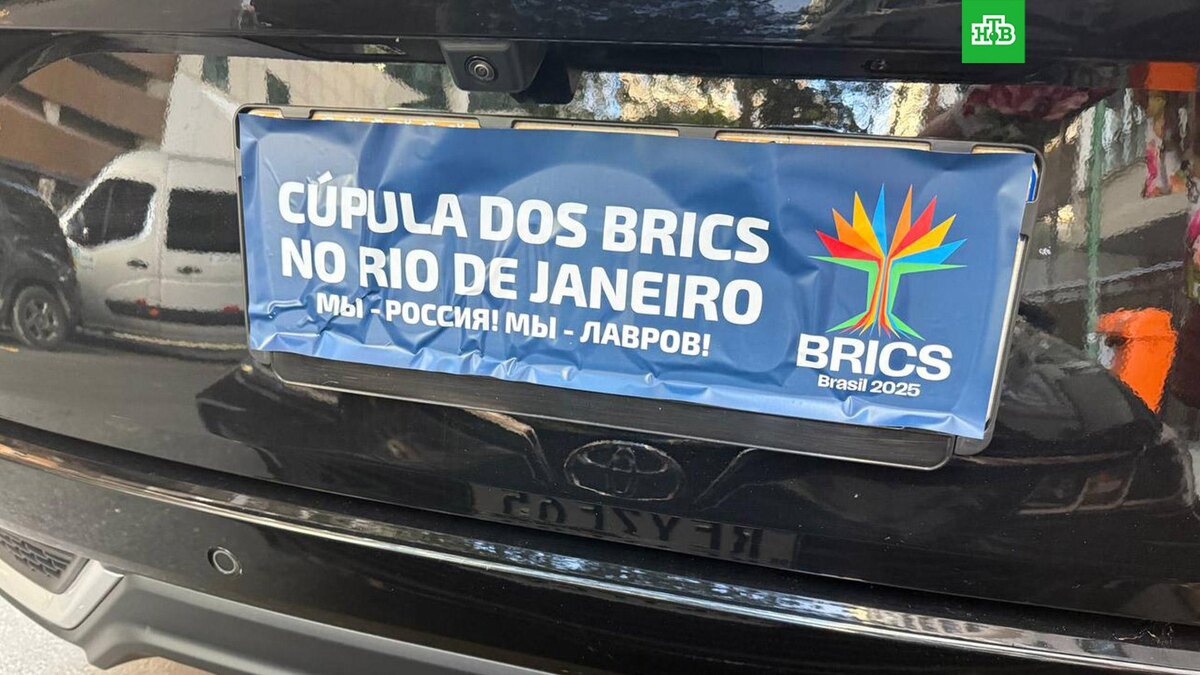 НТВ
CÚPULA DOS BRICS
NO RIO DE JANEIRO
МЫ - РОССИЯ! МЫ - ЛАВРОВ!
BRICS
Brasil 2025